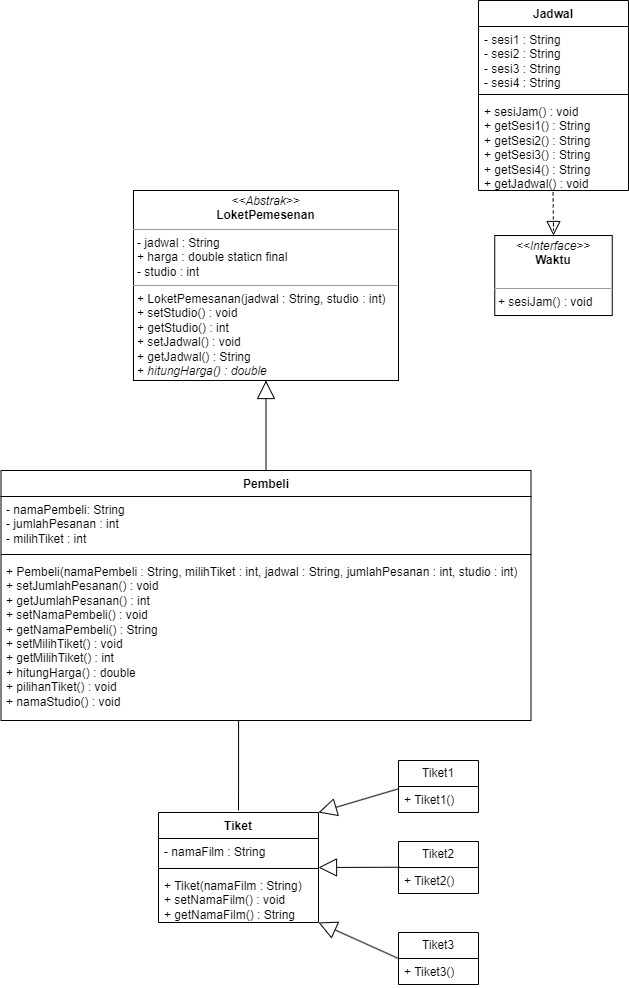 Jadwal
- sesi1 : String
- sesi2 : String
- sesi3 : String
- sesi4 : String
+ sesiJam() : void
+ getSesi1() : String
+ getSesi2() : String
+ getSesi3() : String
+ getSesi4() : String
+ getJadwal() : void
<<Interface>>
Waktu
+ sesiJam() : void
<<Abstrak>>
LoketPemesenan
- jadwal : String
+ harga : double staticn final
- studio : int
+ LoketPemesanan(jadwal : String, studio : int)
+ setStudio() : void
+ getStudio() : int
+ setJadwal() : void
+ getJadwal() : String
+ hitungHarga() : double
Pembeli
- namaPembeli: String
- jumlahPesanan : int
- milihTiket : int
+ Pembeli(namaPembeli : String, milihTiket : int, jadwal : String, jumlahPesanan : int, studio : int)
+ setJumlahPesanan() : void
+ getJumlahPesanan() : int
+ setNamaPembeli() : void
+ getNamaPembeli() : String
+ setMilihTiket() : void
+ getMilihTiket() : int
+ hitungHarga() : double
+ pilihanTiket() : void
+ namaStudio() : void
Tiket
- namaFilm : String
+ Tiket(namaFilm : String)
+ setNamaFilm() : void
+ getNamaFilm() : String
Tiket1
+ Tiket1()
Tiket2
+ Tiket2()
Tiket3
+ Tiket3()